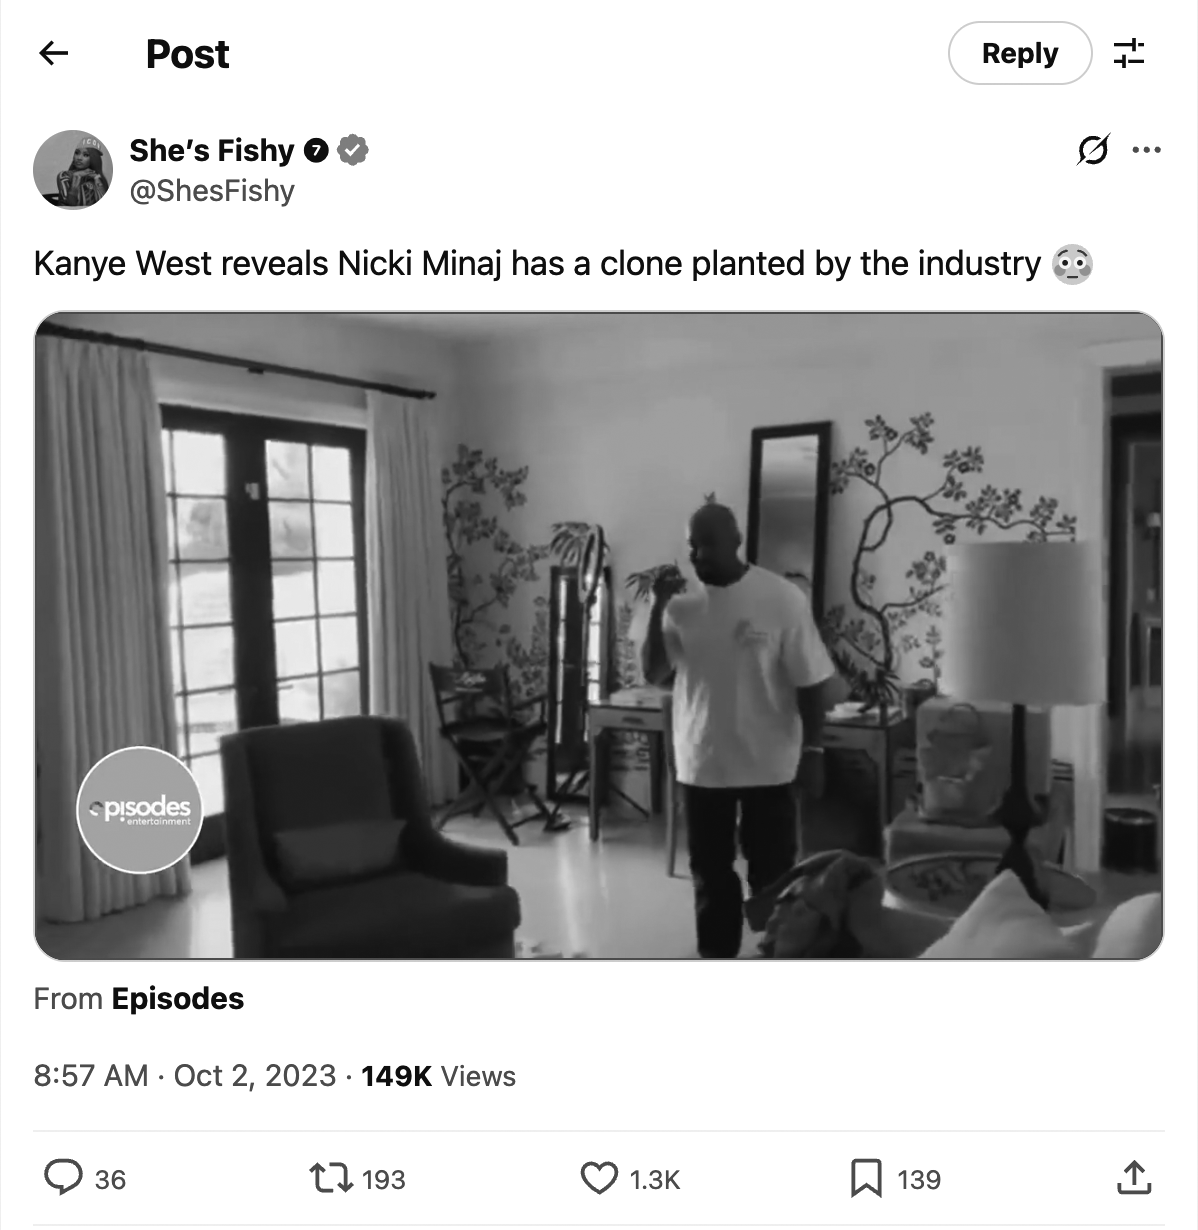 Post
Reply
She’s Fishy 7
@ShesFishy
Kanye West reveals Nicki Minaj has a clone planted by the industry 😳
episodes
entertainment
From Episodes
8:57 AM · Oct 2, 2023 · 149K Views
36
193
1.3K
139